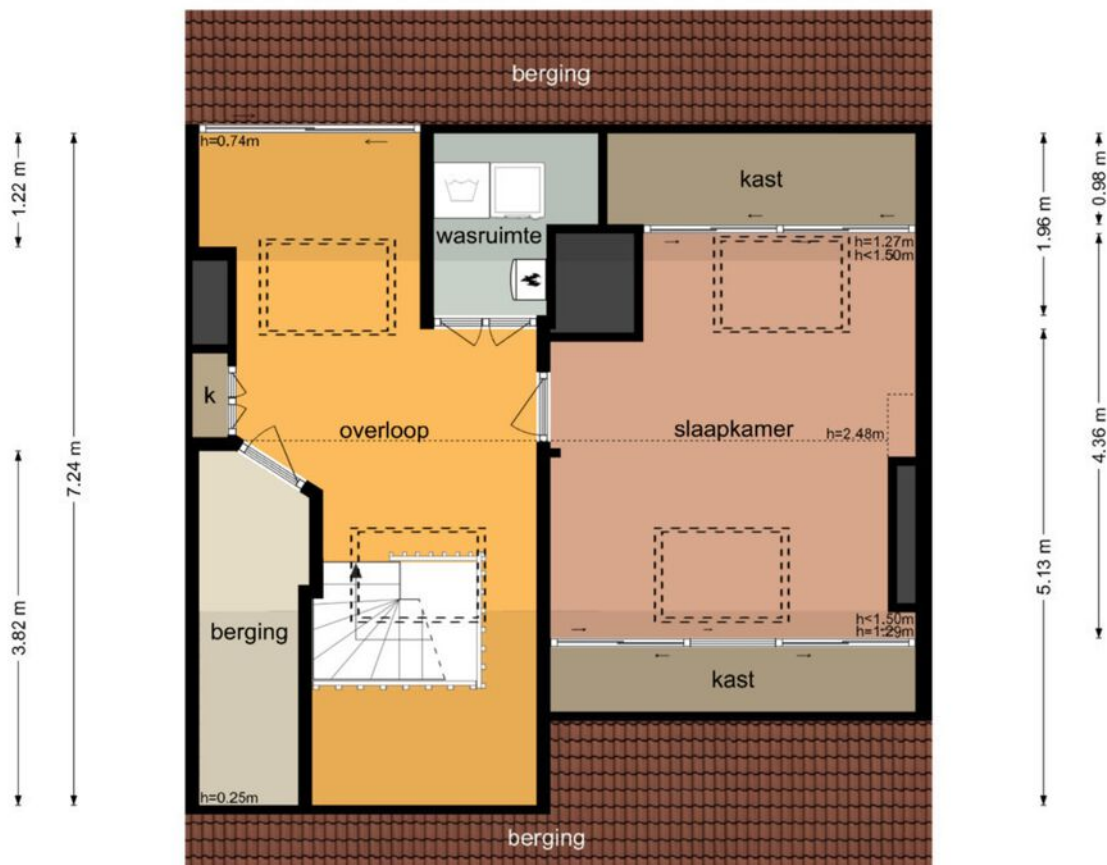 berging
h=0.74m
kast
wasruimte
h=1.27m
h<1.50m
k
overloop
slaapkamer
h=2.48m
berging
h<1.50m
h=1.29m
kast
h=0.25m
berging
1.22 m
3.82 m
7.24 m
1.96 m
5.13 m
0.98 m
4.36 m